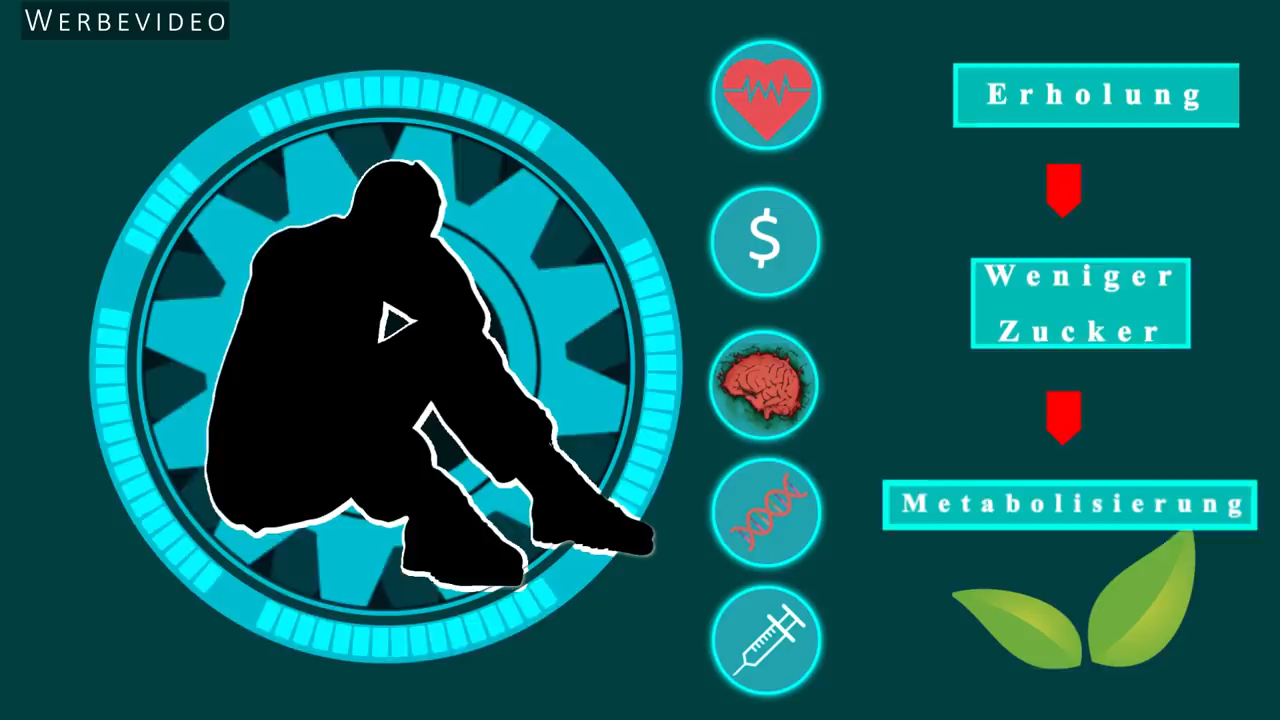 WERBEVIDEO
Erholung
Weniger
Zucker
Metabolisierung
$